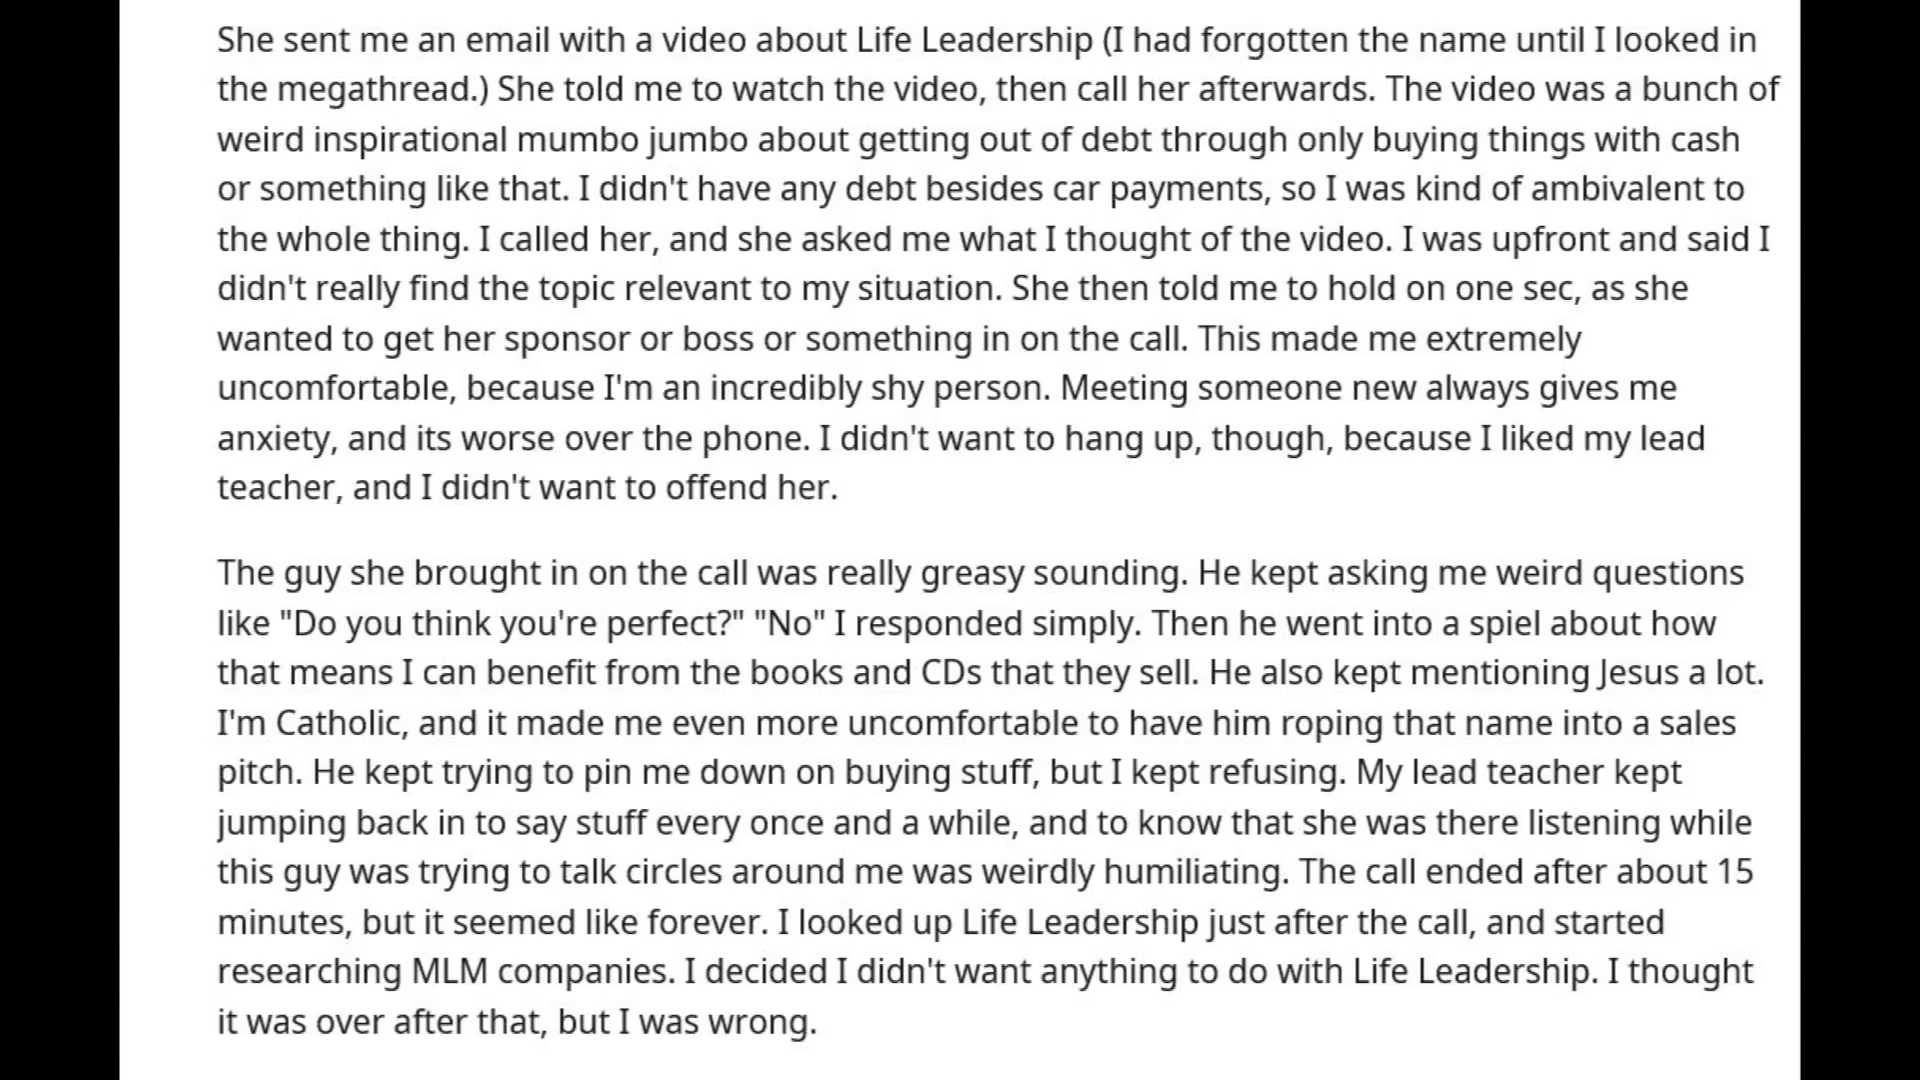 She sent me an email with a video about Life Leadership (I had forgotten the name until I looked in
the megathread.) She told me to watch the video, then call her afterwards. The video was a bunch of
weird inspirational mumbo jumbo about getting out of debt through only buying things with cash
or something like that. I didn't have any debt besides car payments, so I was kind of ambivalent to
the whole thing. I called her, and she asked me what I thought of the video. I was upfront and said I
didn't really find the topic relevant to my situation. She then told me to hold on one sec, as she
wanted to get her sponsor or boss or something in on the call. This made me extremely
uncomfortable, because I'm an incredibly shy person. Meeting someone new always gives me
anxiety, and its worse over the phone. I didn't want to hang up, though, because I liked my lead
teacher, and I didn't want to offend her.
The guy she brought in on the call was really greasy sounding. He kept asking me weird questions
like "Do you think you're perfect?" "No" I responded simply. Then he went into a spiel about how
that means I can benefit from the books and CDs that they sell. He also kept mentioning Jesus a lot.
I'm Catholic, and it made me even more uncomfortable to have him roping that name into a sales
pitch. He kept trying to pin me down on buying stuff, but I kept refusing. My lead teacher kept
jumping back in to say stuff every once and a while, and to know that she was there listening while
this guy was trying to talk circles around me was weirdly humiliating. The call ended after about 15
minutes, but it seemed like forever. I looked up Life Leadership just after the call, and started
researching MLM companies. I decided I didn't want anything to do with Life Leadership. I thought
it was over after that, but I was wrong.